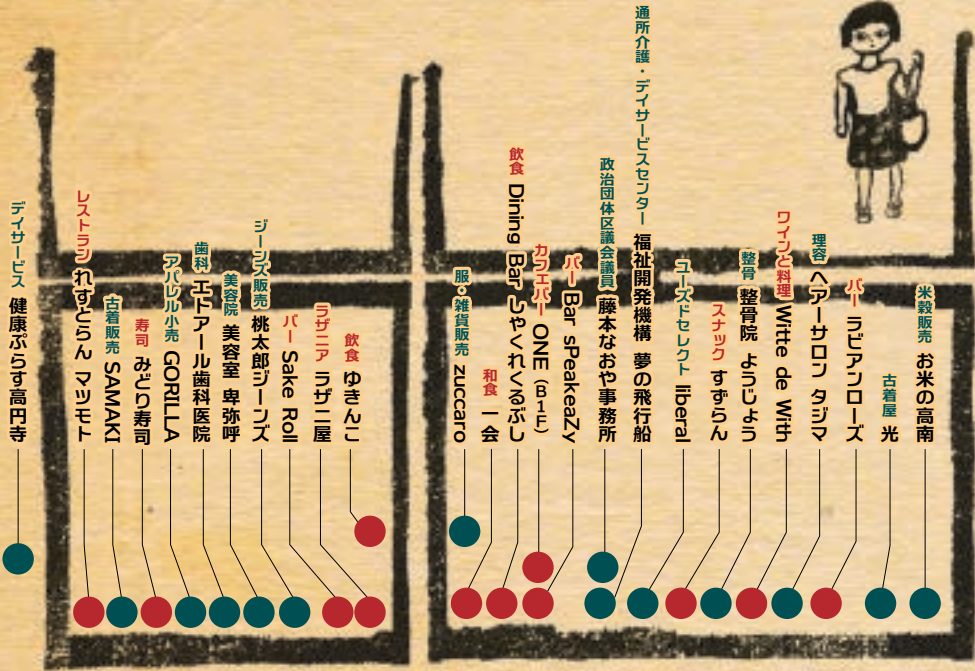 米穀販売 お米の高南
古着屋 光
バー ラビアンローズ
理容 ヘアーサロン タジマ
ワインと料理 Witte de With
整骨 整骨院 ようじょう
スナック すずらん
ユーズドセレクト liberal
通所介護・デイサービスセンター 福祉開発機構 夢の飛行船
政治団体区議会議員 藤本なおや事務所
バー Bar sPeakeaZy
カフェバー ONE（B1F）
飲食 Dining Bar しゃくれくるぶし
和食 一会
服・雑貨販売 zuccaro
飲食 ゆきんこ
ラザニア ラザニ屋
バー Sake Roll
ジーンズ販売 桃太郎ジーンズ
美容院 美容室 卑弥呼
歯科 エトアール歯科医院
アパレル小売 GORILLA
寿司 みどり寿司
古着販売 SAMAKI
レストラン れすとらん マツモト
デイサービス 健康ぷらす高円寺